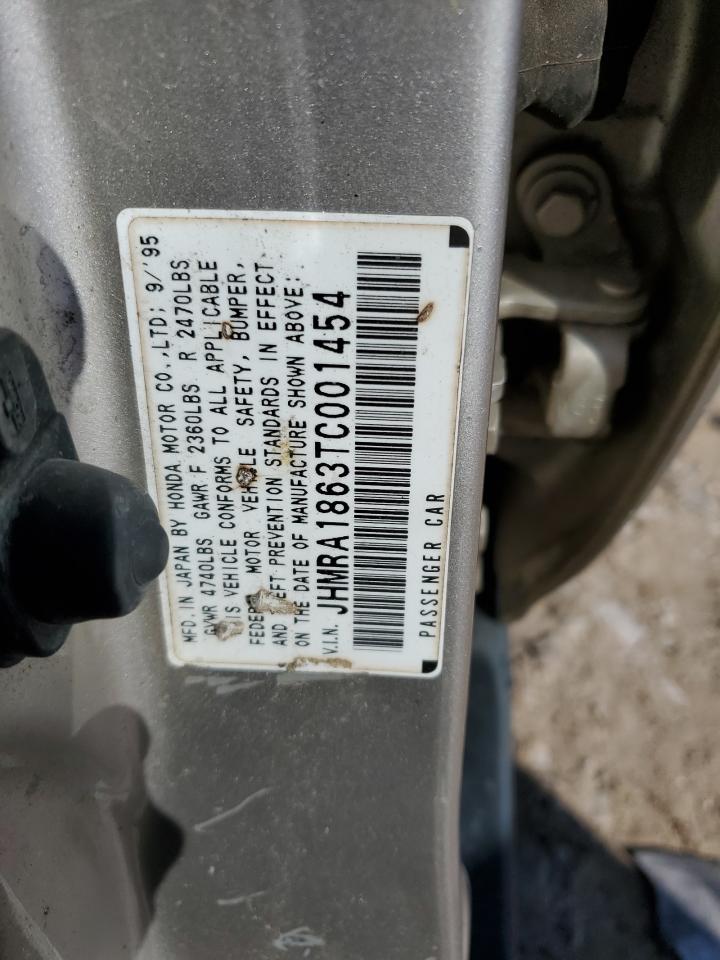 MFD. IN JAPAN BY HONDA MOTOR CO.,LTD; 9/'95
GVWR 4740LBS GAWR F 2360LBS R 2470LBS
VEHICLE CONFORMS TO ALL APPLICABLE
MOTOR VEHICLE SAFETY, BUMPER,
AND THEFT PREVENTION STANDARDS IN EFFECT
ON THE DATE OF MANUFACTURE SHOWN ABOVE.
V.I.N. JHMRA1863TC001454
PASSENGER CAR